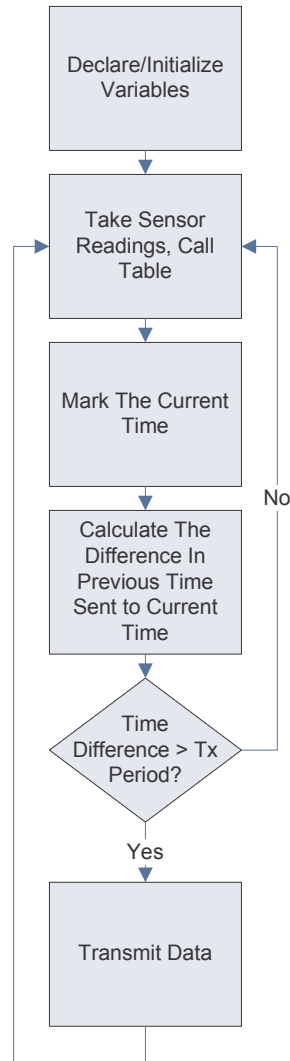 Declare/Initialize
Variables
Take Sensor
Readings, Call
Table
Mark The Current
Time
No
Calculate The
Difference In
Previous Time
Sent to Current
Time
Time
Difference > Tx
Period?
Yes
Transmit Data